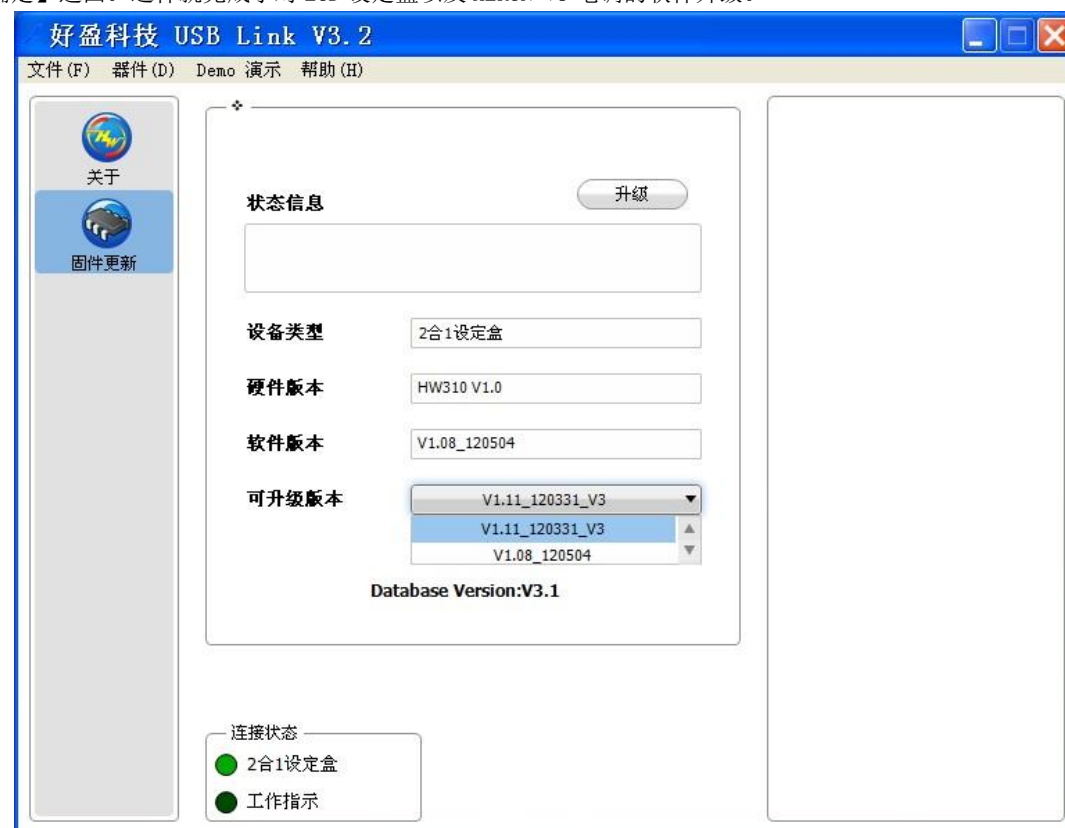 好盈科技 USB Link V3.2
文件(F) 器件(D) Demo 演示 帮助(H)
关于
固件更新
状态信息
升级
设备类型
2合1设定盒
硬件版本
HW310 V1.0
软件版本
V1.08_120504
可升级版本
V1.11_120331_V3
V1.11_120331_V3
V1.08_120504
Database Version:V3.1
连接状态
2合1设定盒
工作指示